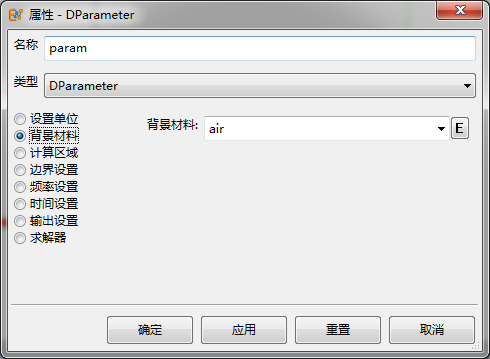 属性 - DParameter
名称
param
类型
DParameter
设置单位
背景材料
计算区域
边界设置
频率设置
时间设置
输出设置
求解器
背景材料:
air
E
确定
应用
重置
取消